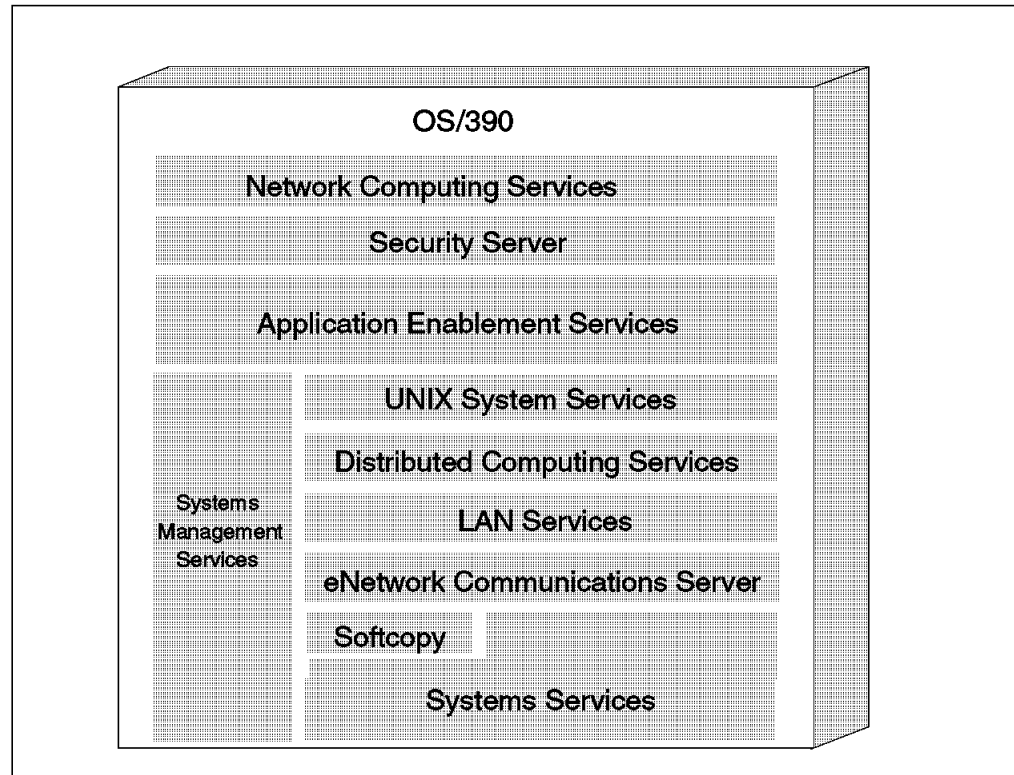 OS/390
Network Computing Services
Security Server
Application Enablement Services
UNIX System Services
Distributed Computing Services
Systems
Management
Services
LAN Services
eNetwork Communications Server
Softcopy
Systems Services